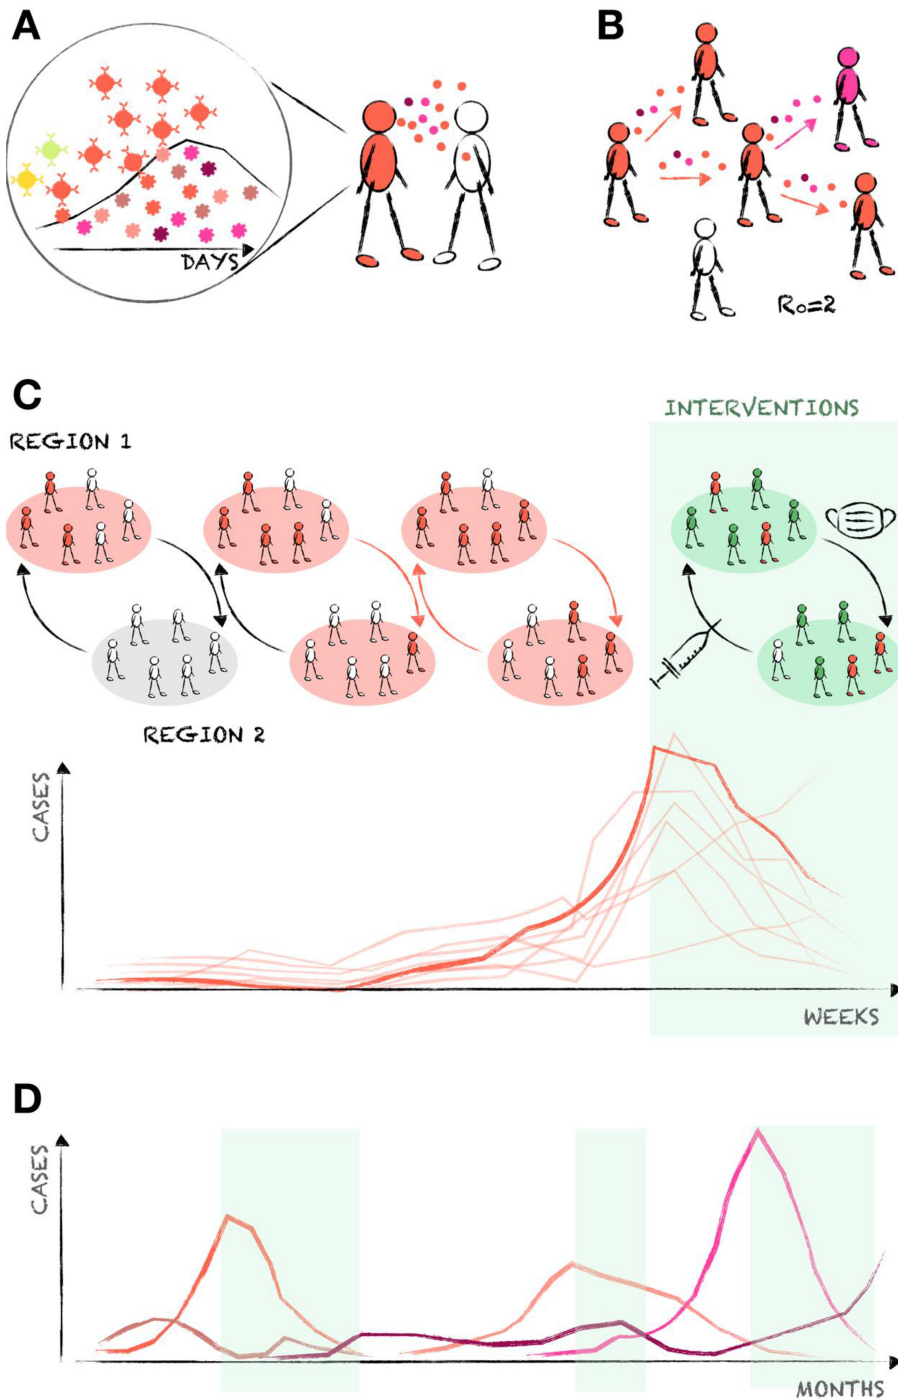 A
DAYS
B
R0=2
C
INTERVENTIONS
REGION 1
REGION 2
CASES
WEEKS
D
CASES
MONTHS